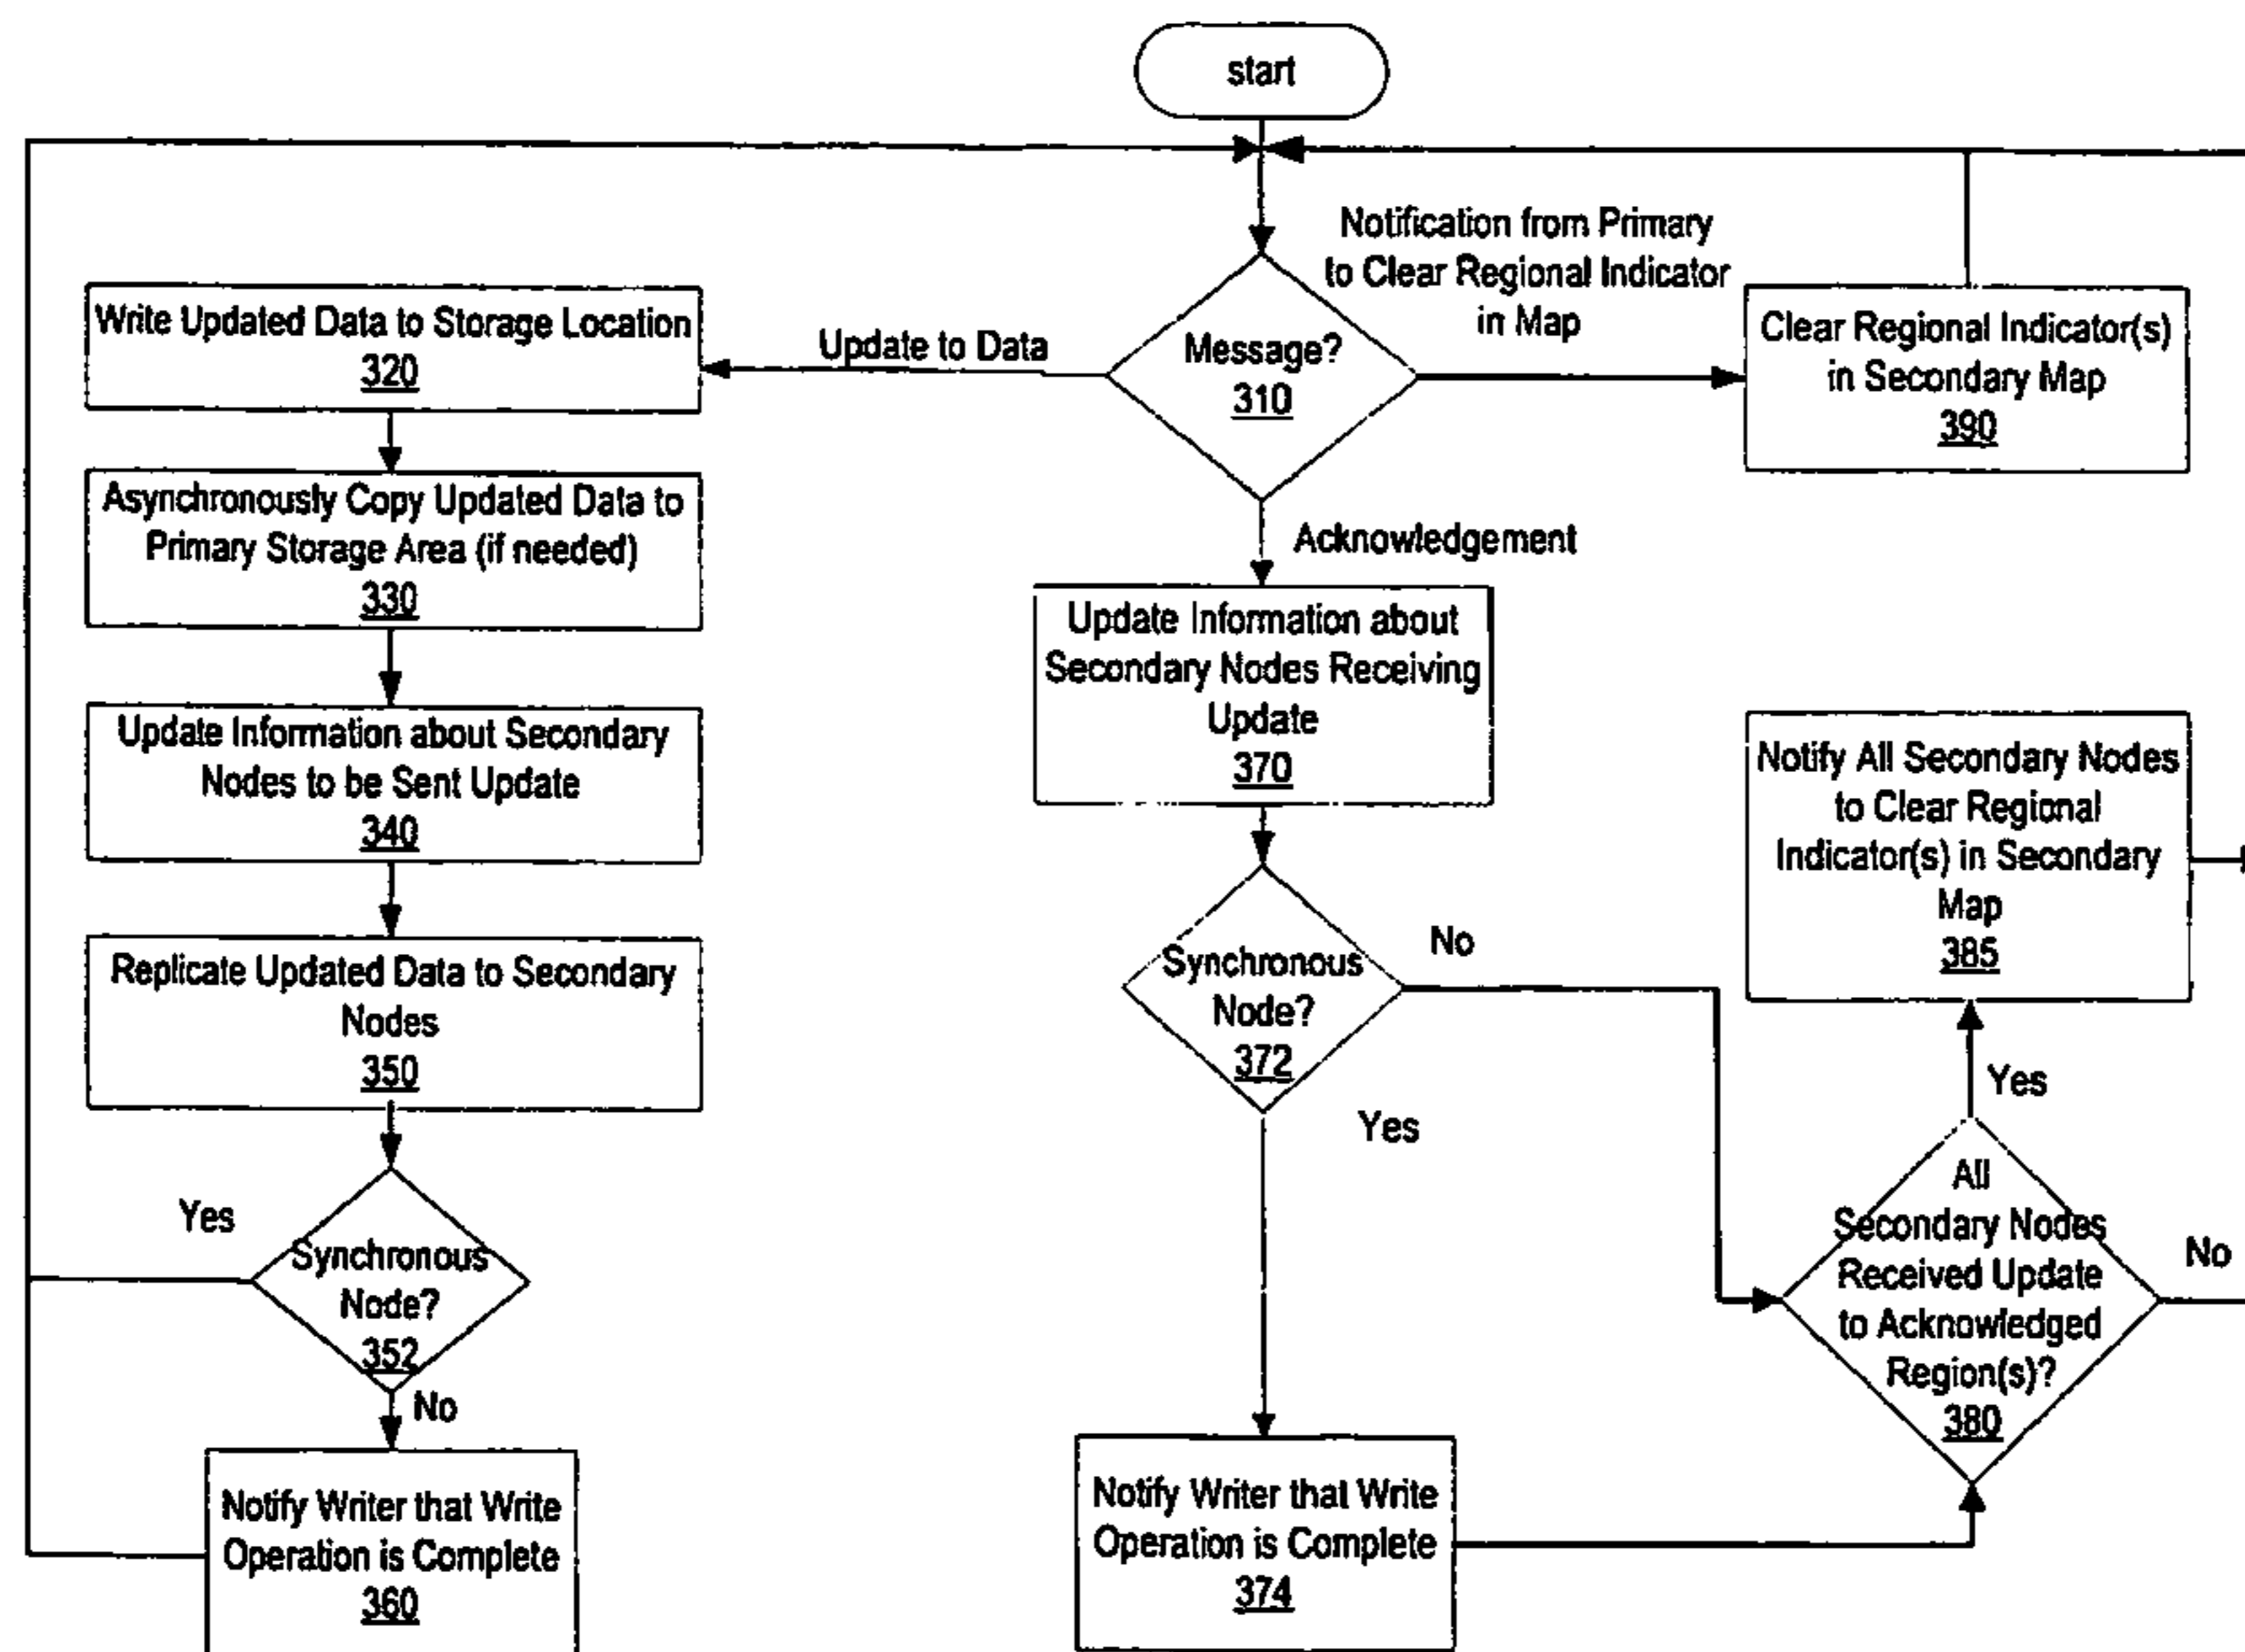 start
Notification from Primary
to Clear Regional Indicator
in Map
Write Updated Data to Storage Location
320
Update to Data
Message?
310
Clear Regional Indicator(s)
in Secondary Map
390
Asynchronously Copy Updated Data to
Primary Storage Area (if needed)
330
Acknowledgement
Update Information about
Secondary Nodes Receiving
Update
370
Update Information about Secondary
Nodes to be Sent Update
340
Notify All Secondary Nodes
to Clear Regional
Indicator(s) in Secondary
Map
385
Replicate Updated Data to Secondary
Nodes
350
Synchronous
Node?
372
No
Yes
Yes
Yes
Synchronous
Node?
352
No
All
Secondary Nodes
Received Update
to Acknowledged
Region(s)?
380
No
Notify Writer that Write
Operation is Complete
360
Notify Writer that Write
Operation is Complete
374